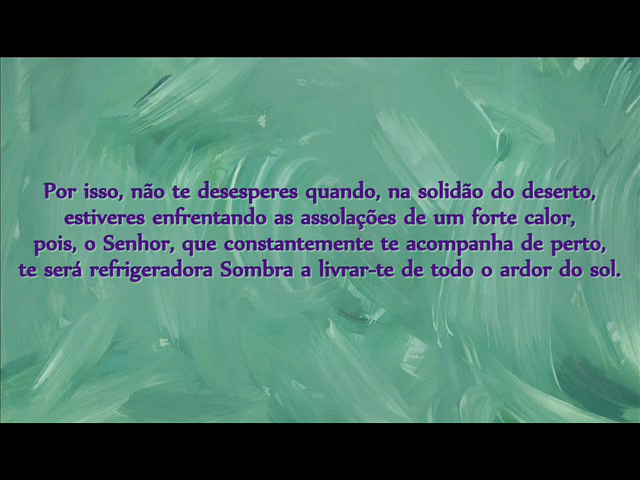 Por isso, não te desesperes quando, na solidão do deserto,
estiveres enfrentando as assolações de um forte calor,
pois, o Senhor, que constantemente te acompanha de perto,
te será refrigeradora Sombra a livrar-te de todo o ardor do sol.